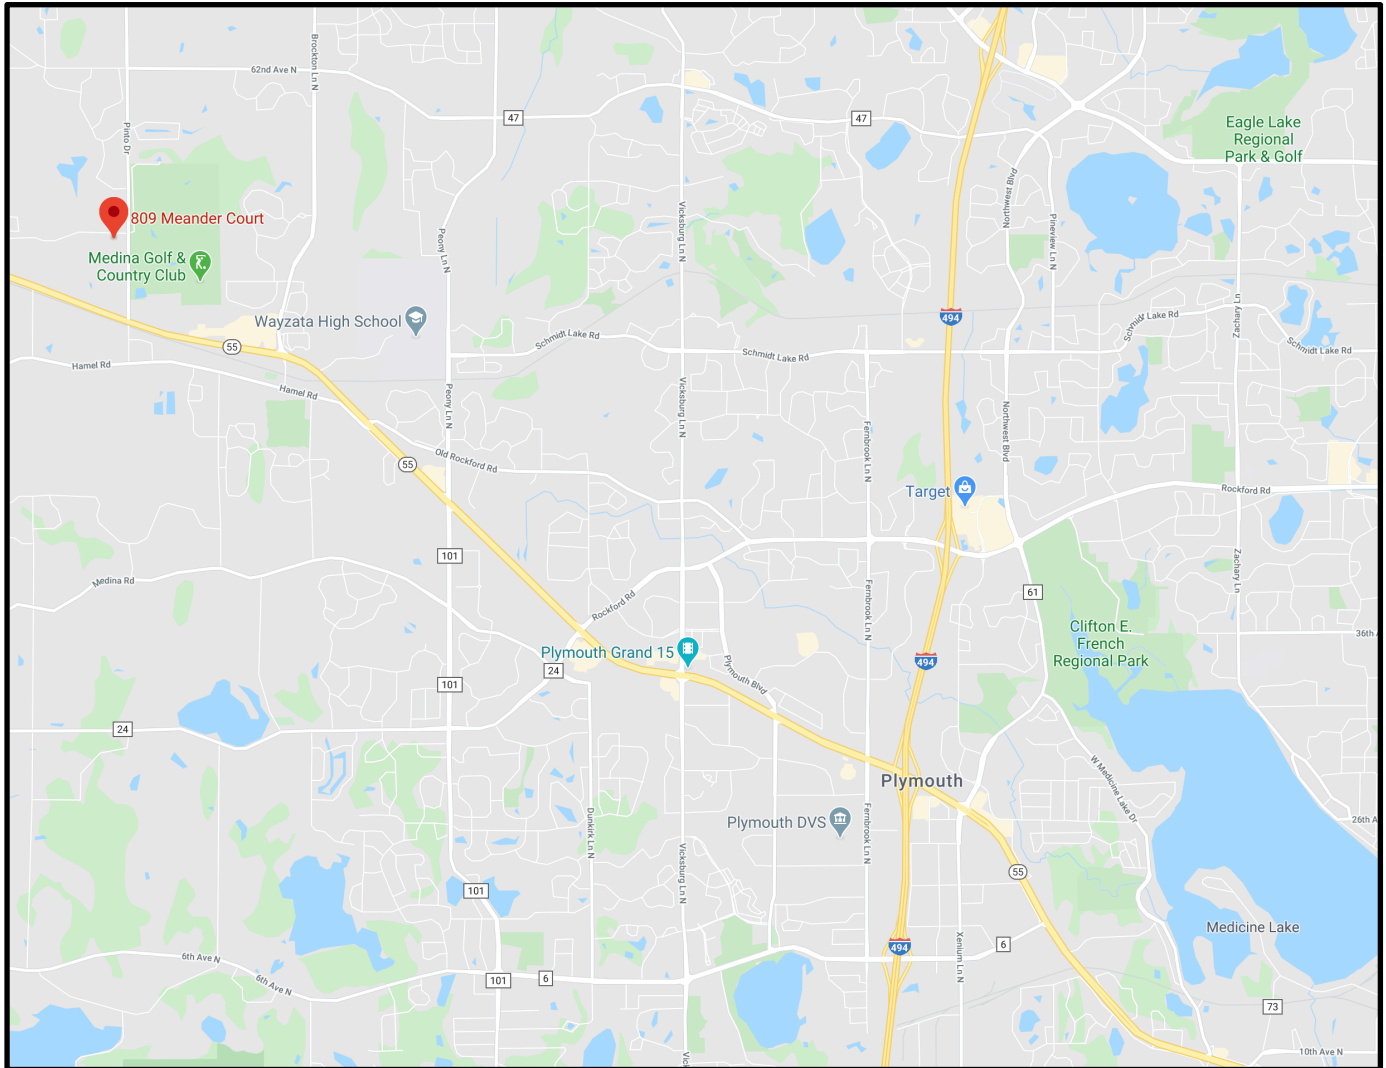 62nd Ave N
Brockton Ln N
47
47
Eagle Lake
Regional
Park & Golf
Pinto Dr
809 Meander Court
Medina Golf &
Country Club
Peony Ln N
Vicksburg Ln N
Northwest Blvd
Pineview Ln N
Wayzata High School
494
Zachary Ln
Schmidt Lake Rd
Schmidt Lake Rd
Schmidt Lake Rd
Schmidt Lake Rd
55
Hamel Rd
Hamel Rd
Peony Ln N
Vicksburg Ln N
Fernbrook Ln N
Northwest Blvd
55
Old Rockford Rd
Target
Rockford Rd
101
Medina Rd
Rockford Rd
Fernbrook Ln N
61
Zachary Ln
Clifton E.
French
Regional Park
36th A
Plymouth Grand 15
24
Plymouth Blvd
494
101
24
Plymouth
W Medicine Lake Dr
Dunkirk Ln N
Plymouth DVS
Fernbrook Ln N
26th A
Vicksburg Ln N
55
101
Medicine Lake
6th Ave N
6th Ave N
494
6
Xenium Ln N
101
6
73
10th Ave N
Vick